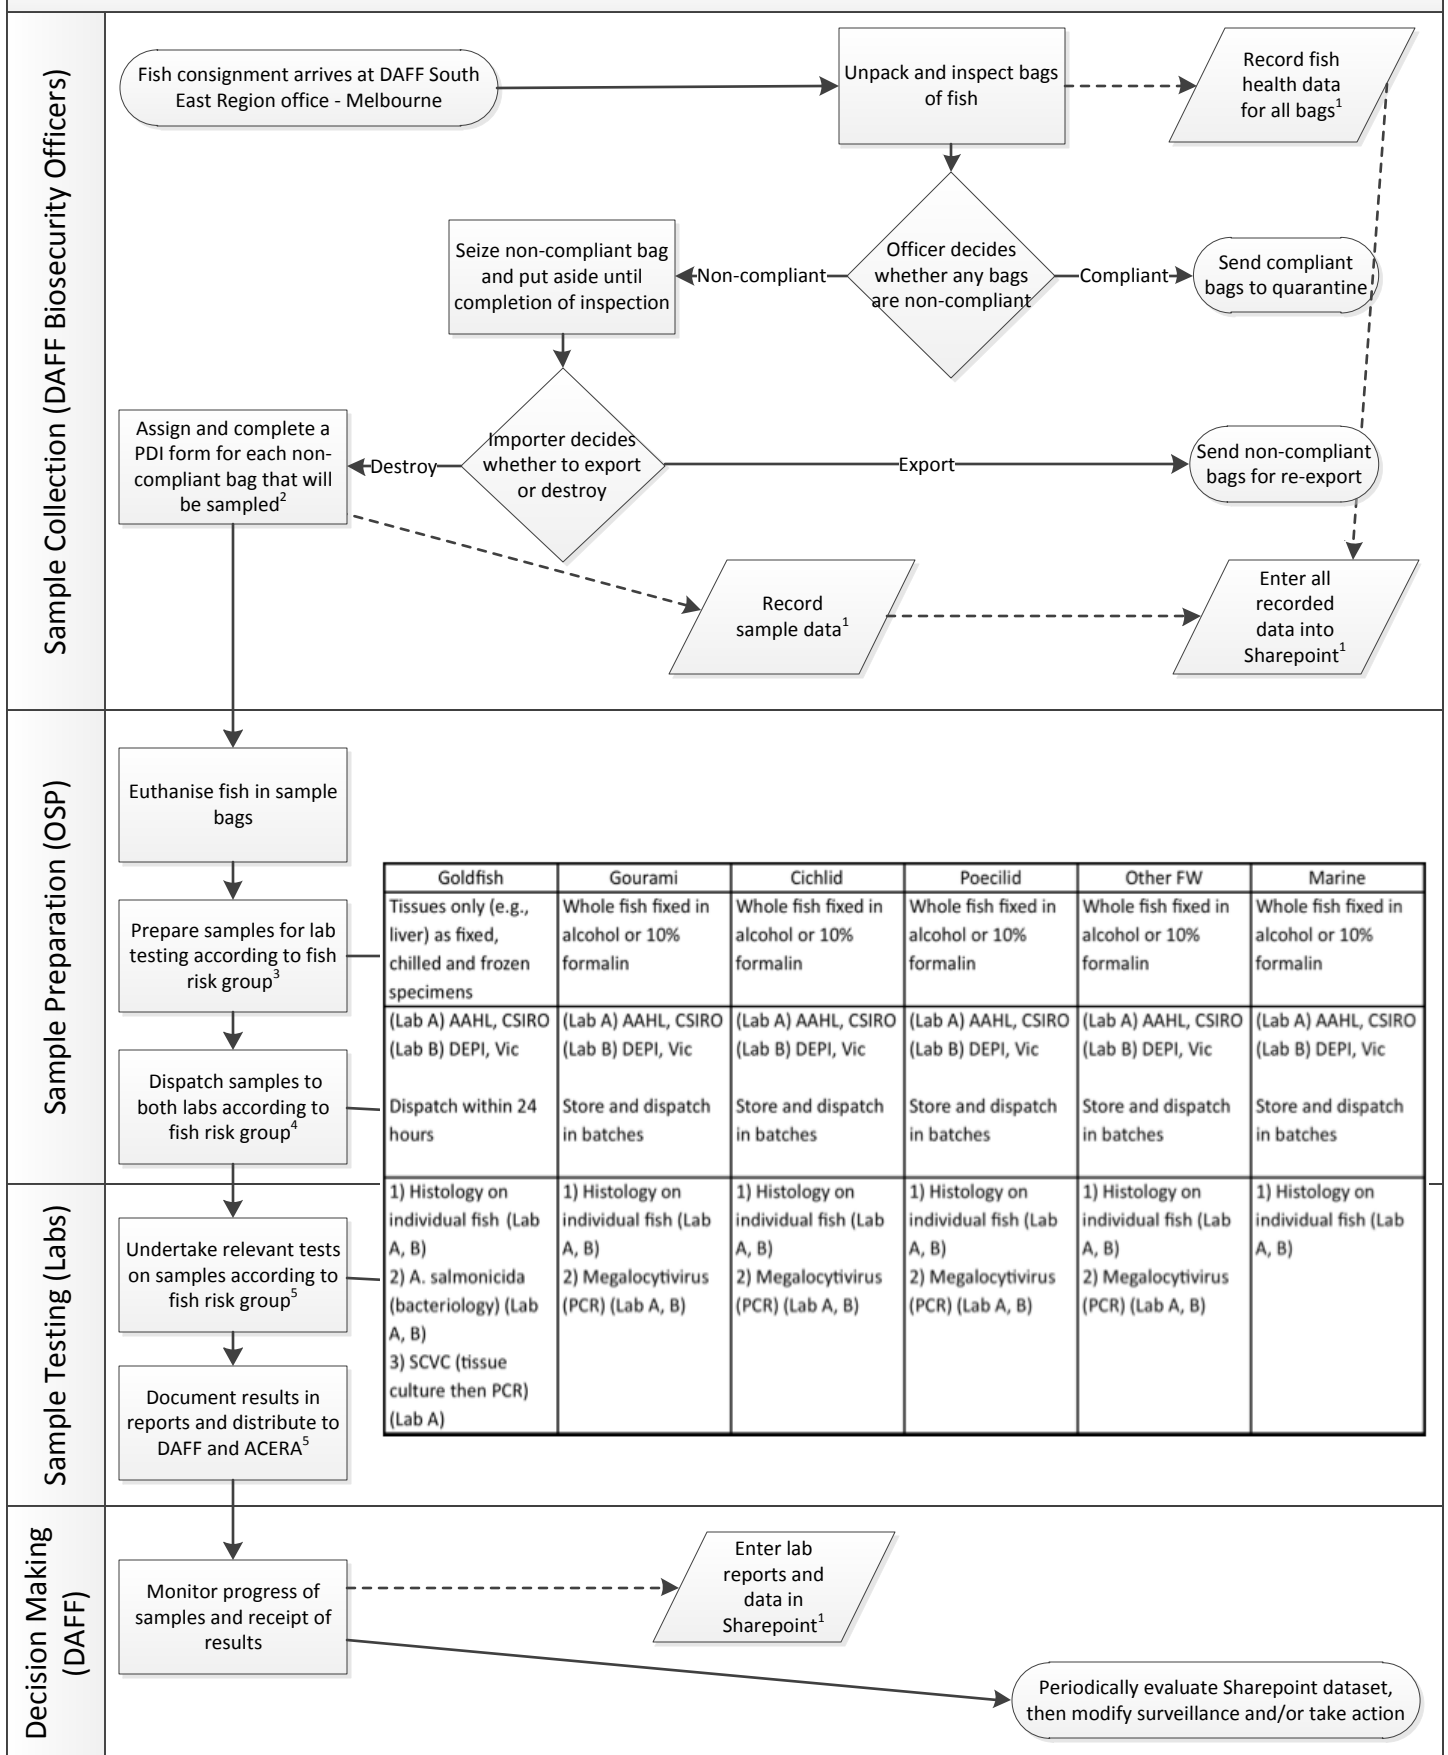 Sample Collection (DAFF Biosecurity Officers)
Fish consignment arrives at DAFF South
East Region office - Melbourne
Unpack and inspect bags
of fish
Record fish
health data
for all bags1
Officer decides
whether any bags
are non-compliant
Non-compliant
Compliant
Seize non-compliant bag
and put aside until
completion of inspection
Send compliant
bags to quarantine
Importer decides
whether to export
or destroy
Destroy
Export
Assign and complete a
PDI form for each non-
compliant bag that will
be sampled2
Send non-compliant
bags for re-export
Record
sample data1
Enter all
recorded
data into
Sharepoint1
Sample Preparation (OSP)
Euthanise fish in sample
bags
Prepare samples for lab
testing according to fish
risk group3
Dispatch samples to
both labs according to
fish risk group4
Goldfish
Gourami
Cichlid
Poecilid
Other FW
Marine
Tissues only (e.g.,
liver) as fixed,
chilled and frozen
specimens
Whole fish fixed in
alcohol or 10%
formalin
Whole fish fixed in
alcohol or 10%
formalin
Whole fish fixed in
alcohol or 10%
formalin
Whole fish fixed in
alcohol or 10%
formalin
Whole fish fixed in
alcohol or 10%
formalin
(Lab A) AAHL, CSIRO
(Lab B) DEPI, Vic
Dispatch within 24
hours
(Lab A) AAHL, CSIRO
(Lab B) DEPI, Vic
Store and dispatch
in batches
(Lab A) AAHL, CSIRO
(Lab B) DEPI, Vic
Store and dispatch
in batches
(Lab A) AAHL, CSIRO
(Lab B) DEPI, Vic
Store and dispatch
in batches
(Lab A) AAHL, CSIRO
(Lab B) DEPI, Vic
Store and dispatch
in batches
(Lab A) AAHL, CSIRO
(Lab B) DEPI, Vic
Store and dispatch
in batches
1) Histology on
individual fish (Lab
A, B)
2) A. salmonicida
(bacteriology) (Lab
A, B)
3) SCVC (tissue
culture then PCR)
(Lab A)
1) Histology on
individual fish (Lab
A, B)
2) Megalocytivirus
(PCR) (Lab A, B)
1) Histology on
individual fish (Lab
A, B)
2) Megalocytivirus
(PCR) (Lab A, B)
1) Histology on
individual fish (Lab
A, B)
2) Megalocytivirus
(PCR) (Lab A, B)
1) Histology on
individual fish (Lab
A, B)
2) Megalocytivirus
(PCR) (Lab A, B)
1) Histology on
individual fish (Lab
A, B)
Sample Testing (Labs)
Undertake relevant tests
on samples according to
fish risk group5
Document results in
reports and distribute to
DAFF and ACERA5
Decision Making
(DAFF)
Monitor progress of
samples and receipt of
results
Enter lab
reports and
data in
Sharepoint1
Periodically evaluate Sharepoint dataset,
then modify surveillance and/or take action